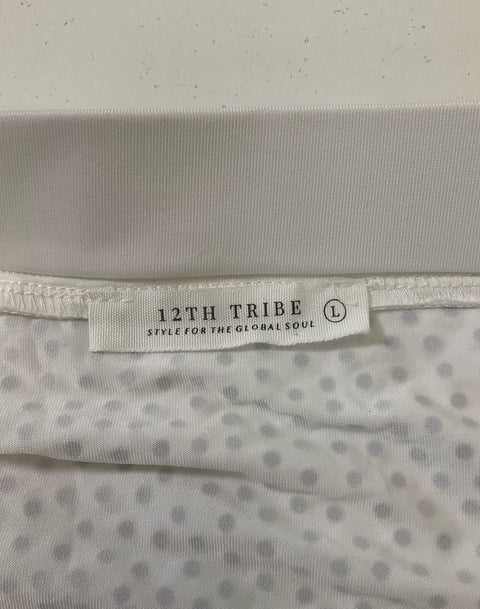 12TH TRIBE L
STYLE FOR THE GLOBAL SOUL